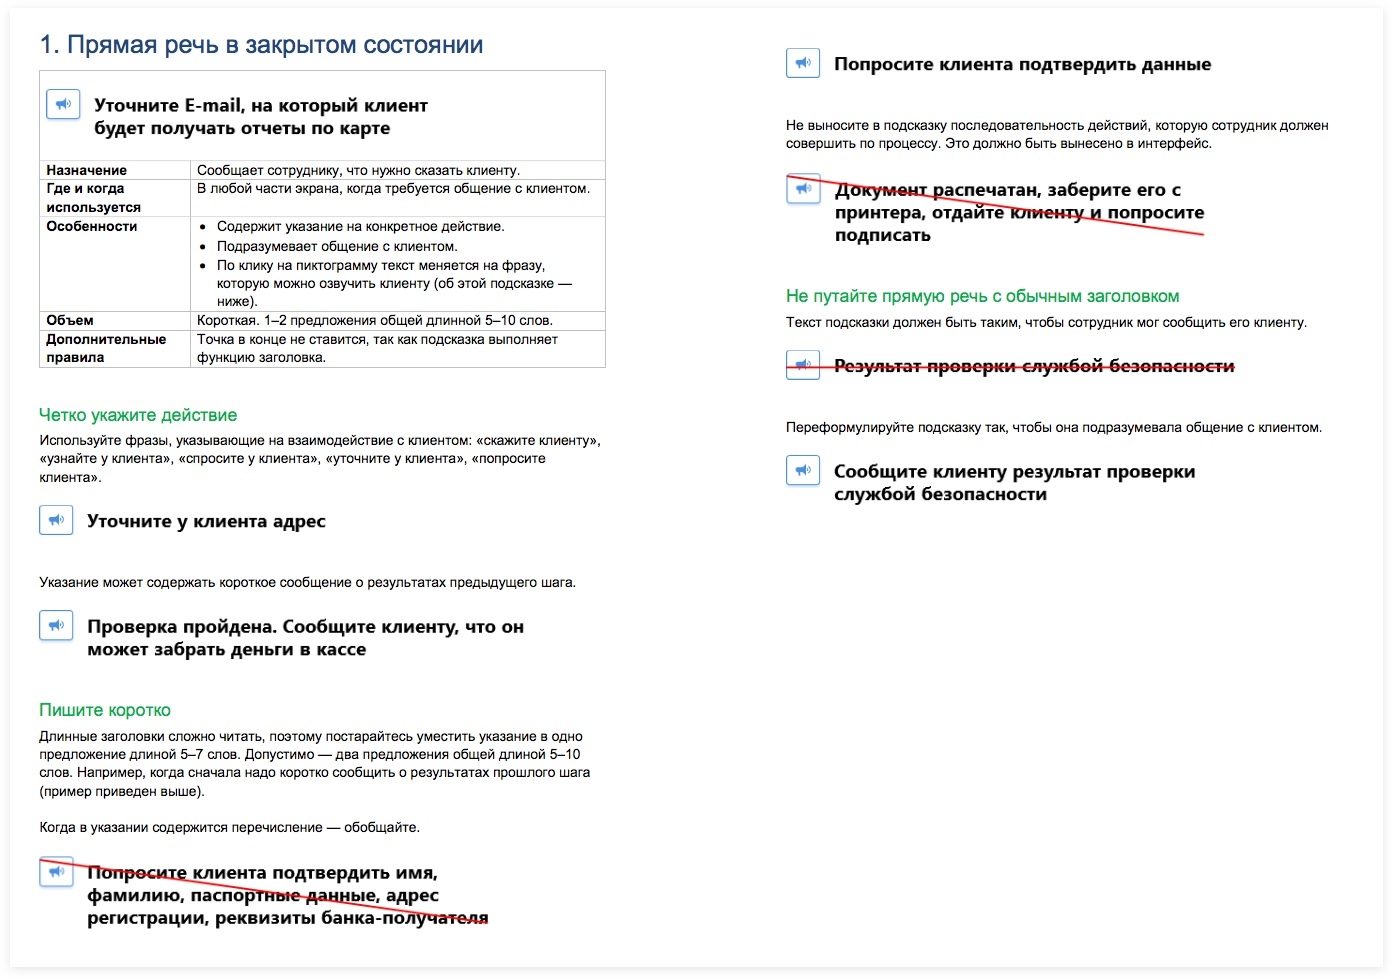 1. Прямая речь в закрытом состоянии
Уточните E-mail, на который клиент
будет получать отчеты по карте
Назначение Сообщает сотруднику, что нужно сказать клиенту.
Где и когда В любой части экрана, когда требуется общение с клиентом.
используется
Особенности • Содержит указание на конкретное действие.
• Подразумевает общение с клиентом.
• По клику на пиктограмму текст меняется на фразу,
которую можно озвучить клиенту (об этой подсказке —
ниже).
Объем Короткая. 1–2 предложения общей длинной 5–10 слов.
Дополнительные Точка в конце не ставится, так как подсказка выполняет
правила функцию заголовка.
Четко укажите действие
Используйте фразы, указывающие на взаимодействие с клиентом: «скажите клиенту»,
«узнайте у клиента», «спросите у клиента», «уточните у клиента», «попросите
клиента».
Уточните у клиента адрес
Указание может содержать короткое сообщение о результатах предыдущего шага.
Проверка пройдена. Сообщите клиенту, что он
может забрать деньги в кассе
Пишите коротко
Длинные заголовки сложно читать, поэтому постарайтесь уместить указание в одно
предложение длиной 5–7 слов. Допустимо — два предложения общей длиной 5–10
слов. Например, когда сначала надо коротко сообщить о результатах прошлого шага
(пример приведен выше).
Когда в указании содержится перечисление — обобщайте.
Попросите клиента подтвердить имя,
фамилию, паспортные данные, адрес
регистрации, реквизиты банка-получателя
Попросите клиента подтвердить данные
Не выносите в подсказку последовательность действий, которую сотрудник должен
совершить по процессу. Это должно быть вынесено в интерфейс.
Документ распечатан, заберите его с
принтера, отдайте клиенту и попросите
подписать
Не путайте прямую речь с обычным заголовком
Текст подсказки должен быть таким, чтобы сотрудник мог сообщить его клиенту.
Результат проверки службой безопасности
Переформулируйте подсказку так, чтобы она подразумевала общение с клиентом.
Сообщите клиенту результат проверки
службой безопасности